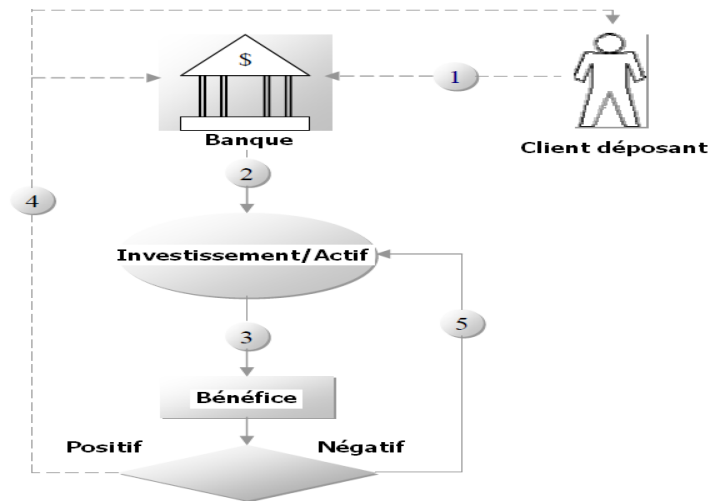 $
1
Banque
Client déposant
2
4
Investissement/Actif
5
3
Bénéfice
Positif
Négatif